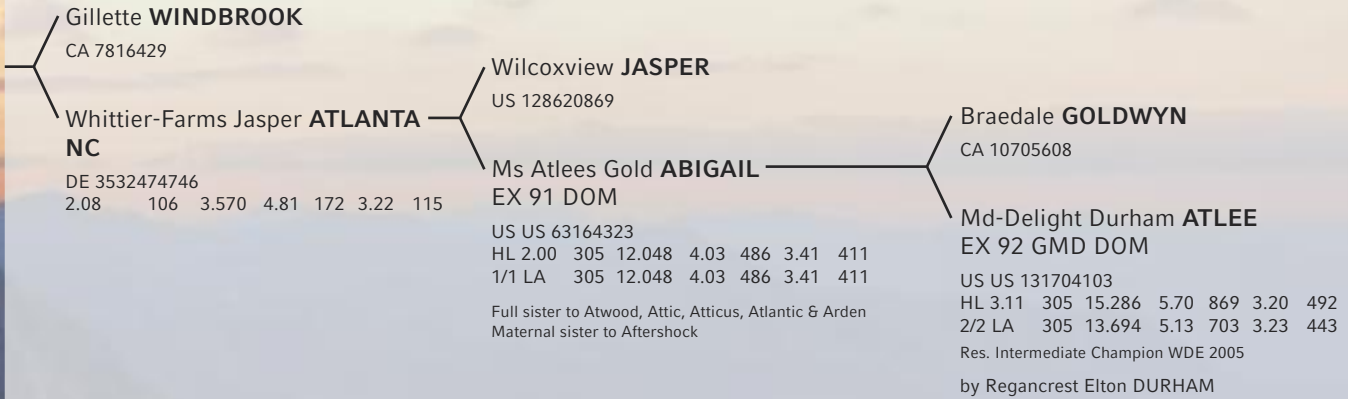 Gillette WINDBROOK
CA 7816429
Whittier-Farms Jasper ATLANTA
NC
DE 3532474746
2.08 106 3.570 4.81 172 3.22 115
Wilcoxview JASPER
US 128620869
Ms Atlees Gold ABIGAIL
EX 91 DOM
US US 63164323
HL 2.00 305 12.048 4.03 486 3.41 411
1/1 LA 305 12.048 4.03 486 3.41 411
Full sister to Atwood, Attic, Atticus, Atlantic & Arden
Maternal sister to Aftershock
Braedale GOLDWYN
CA 10705608
Md-Delight Durham ATLEE
EX 92 GMD DOM
US US 131704103
HL 3.11 305 15.286 5.70 869 3.20 492
2/2 LA 305 13.694 5.13 703 3.23 443
Res. Intermediate Champion WDE 2005
by Regancrest Elton DURHAM